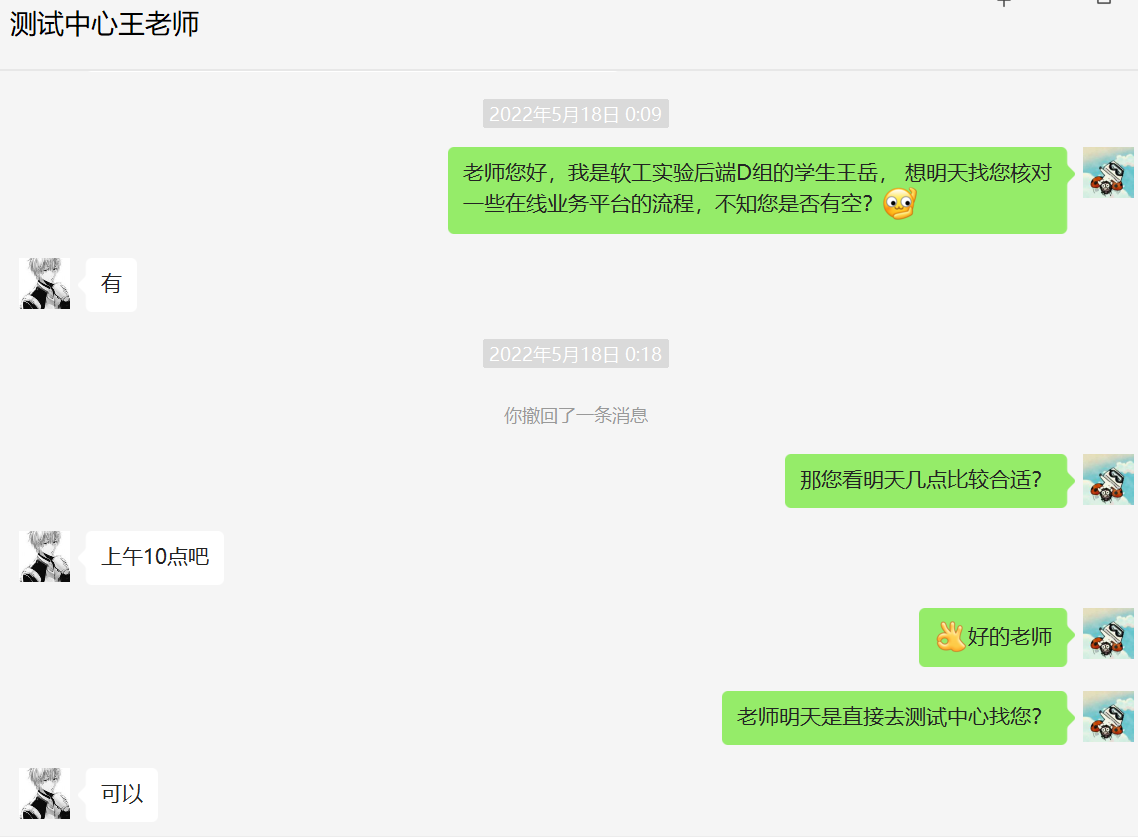 测试中心王老师
2022年5月18日 0:09
老师您好，我是软工实验后端D组的学生王岳， 想明天找您核对
一些在线业务平台的流程，不知您是否有空？
有
2022年5月18日 0:18
你撤回了一条消息
那您看明天几点比较合适？
上午10点吧
好的老师
老师明天是直接去测试中心找您？
可以